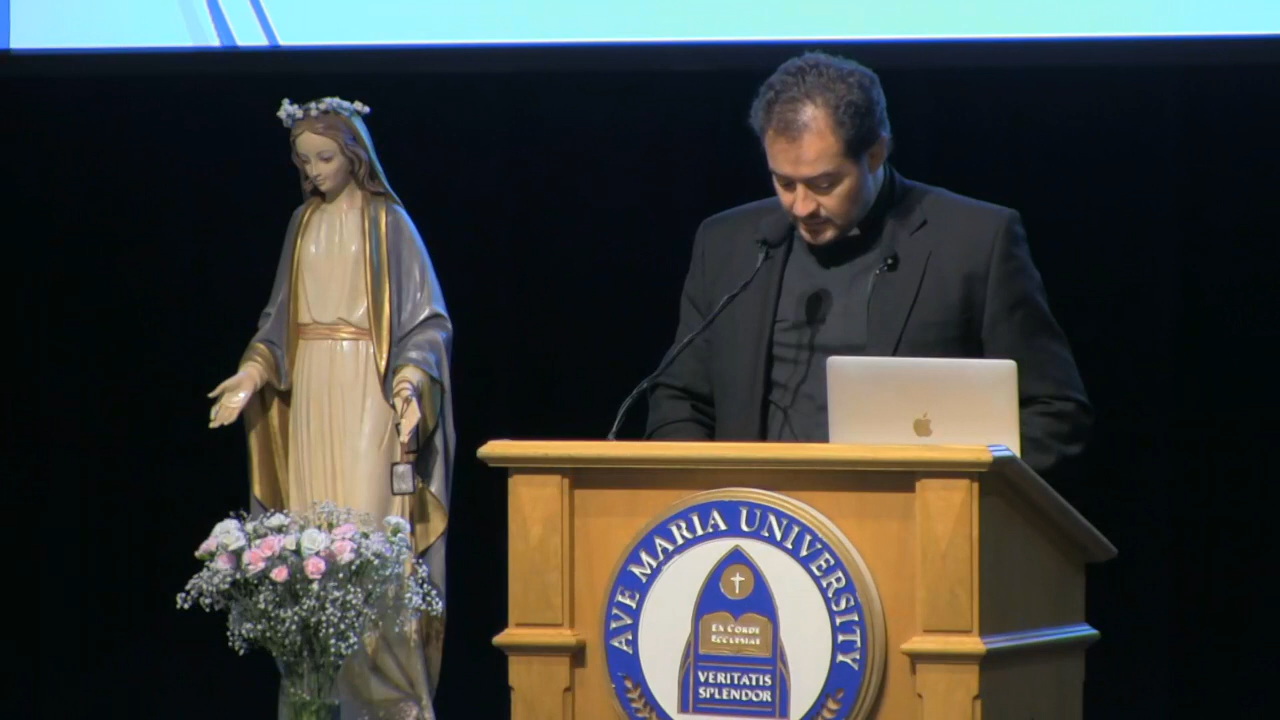 AVE MARIA UNIVERSITY
EX CORDE
ECCLESIAE
VERITATIS
SPLENDOR